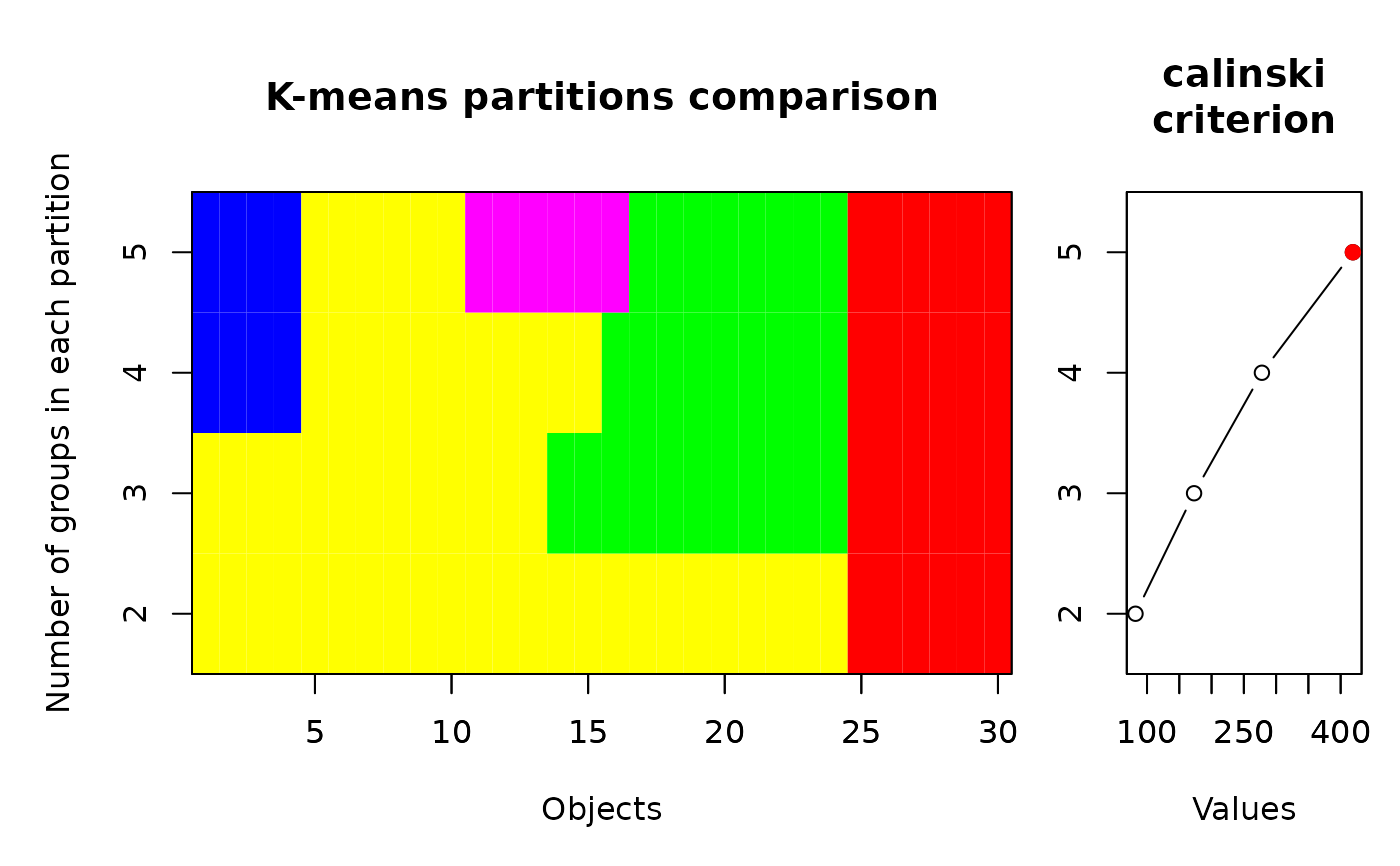 K-means partitions comparison
calinski
criterion
Number of groups in each partition
5
4
3
2
5 10 15 20 25 30
Objects
5
4
3
2
100 250 400
Values